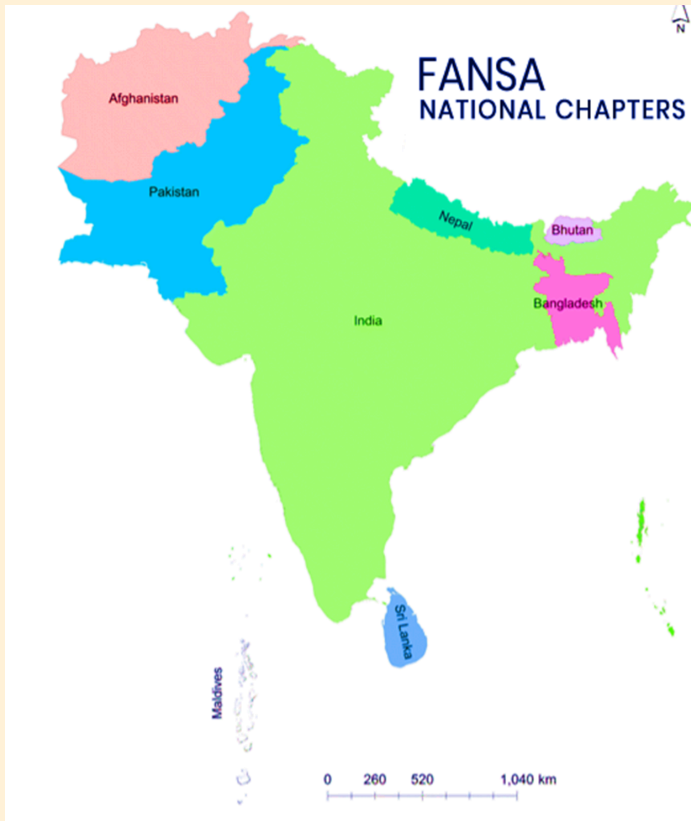 N
FANSA
NATIONAL CHAPTERS
Afghanistan
Pakistan
Nepal
Bhutan
Bangladesh
India
Sri Lanka
Maldives
0 260 520 1,040 km